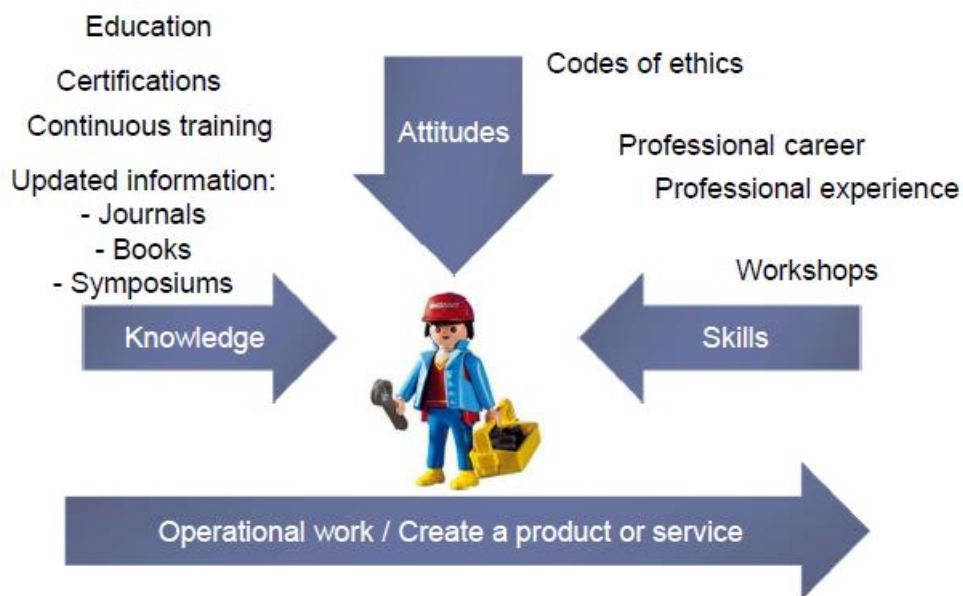 Education
Certifications
Continuous training
Updated information:
- Journals
- Books
- Symposiums
Knowledge
Attitudes
Codes of ethics
Professional career
Professional experience
Workshops
Skills
Operational work / Create a product or service